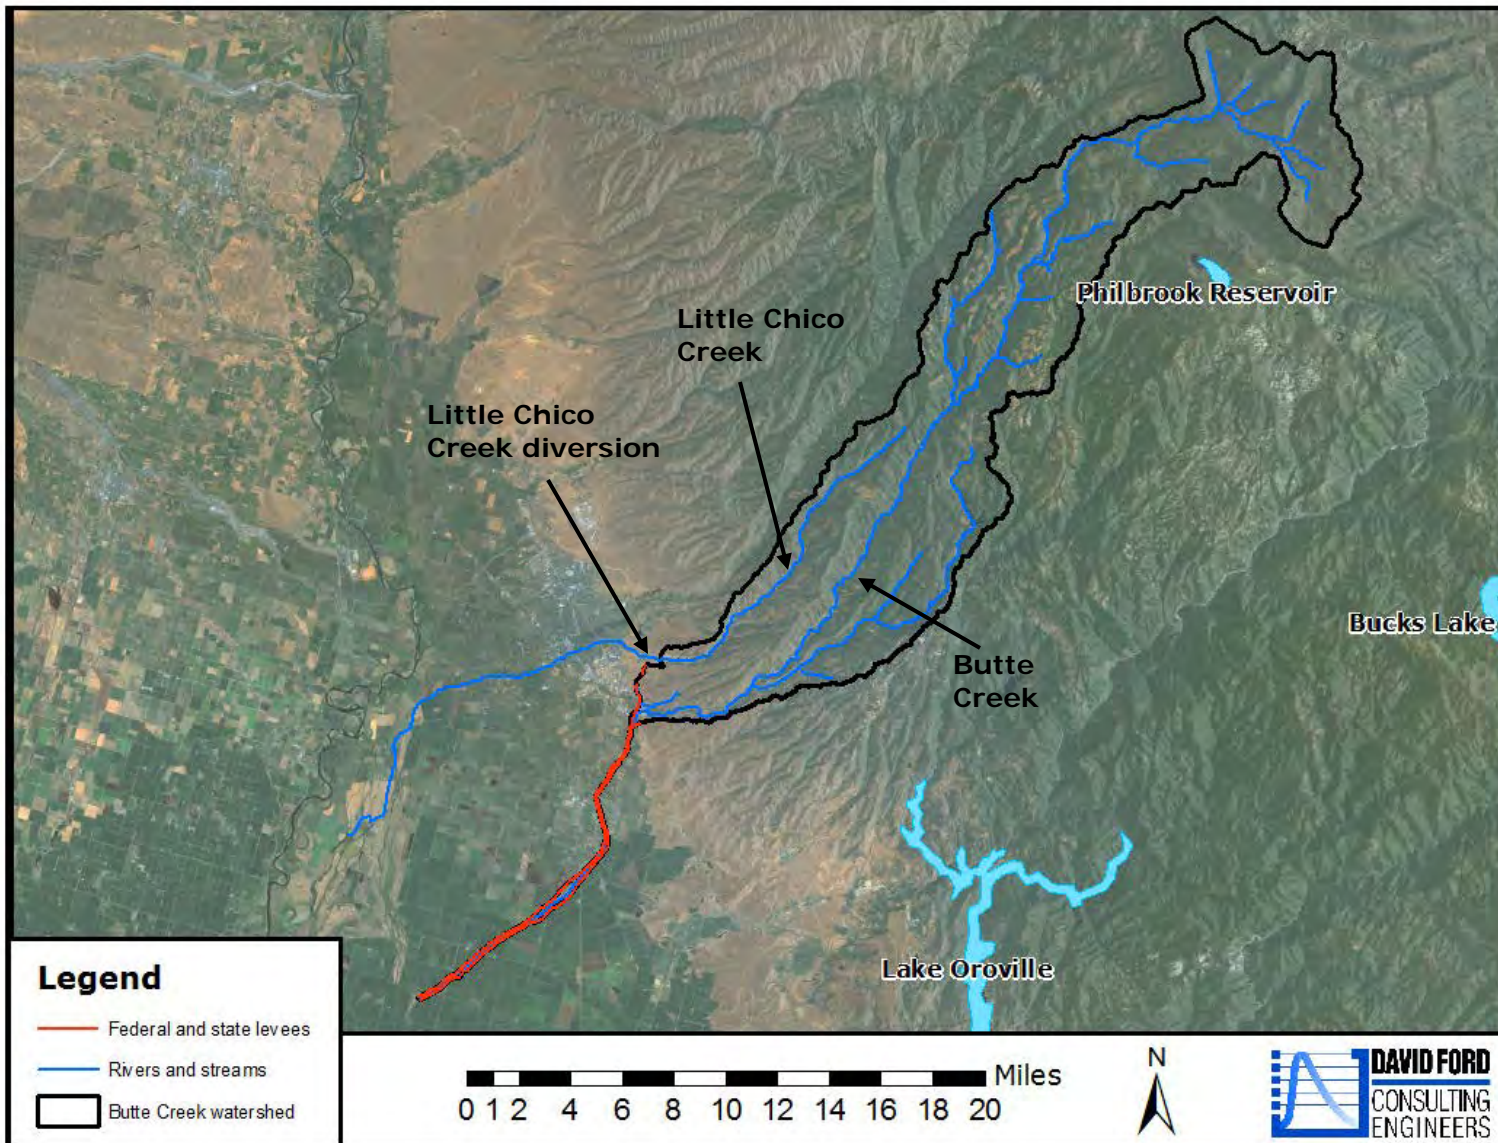 Philbrook Reservoir
Little Chico
Creek
Little Chico
Creek diversion
Bucks Lake
Butte
Creek
Lake Oroville
Legend
Federal and state levees
Rivers and streams
Butte Creek watershed
Miles
0 1 2 4 6 8 10 12 14 16 18 20
N
DAVID FORD
CONSULTING
ENGINEERS